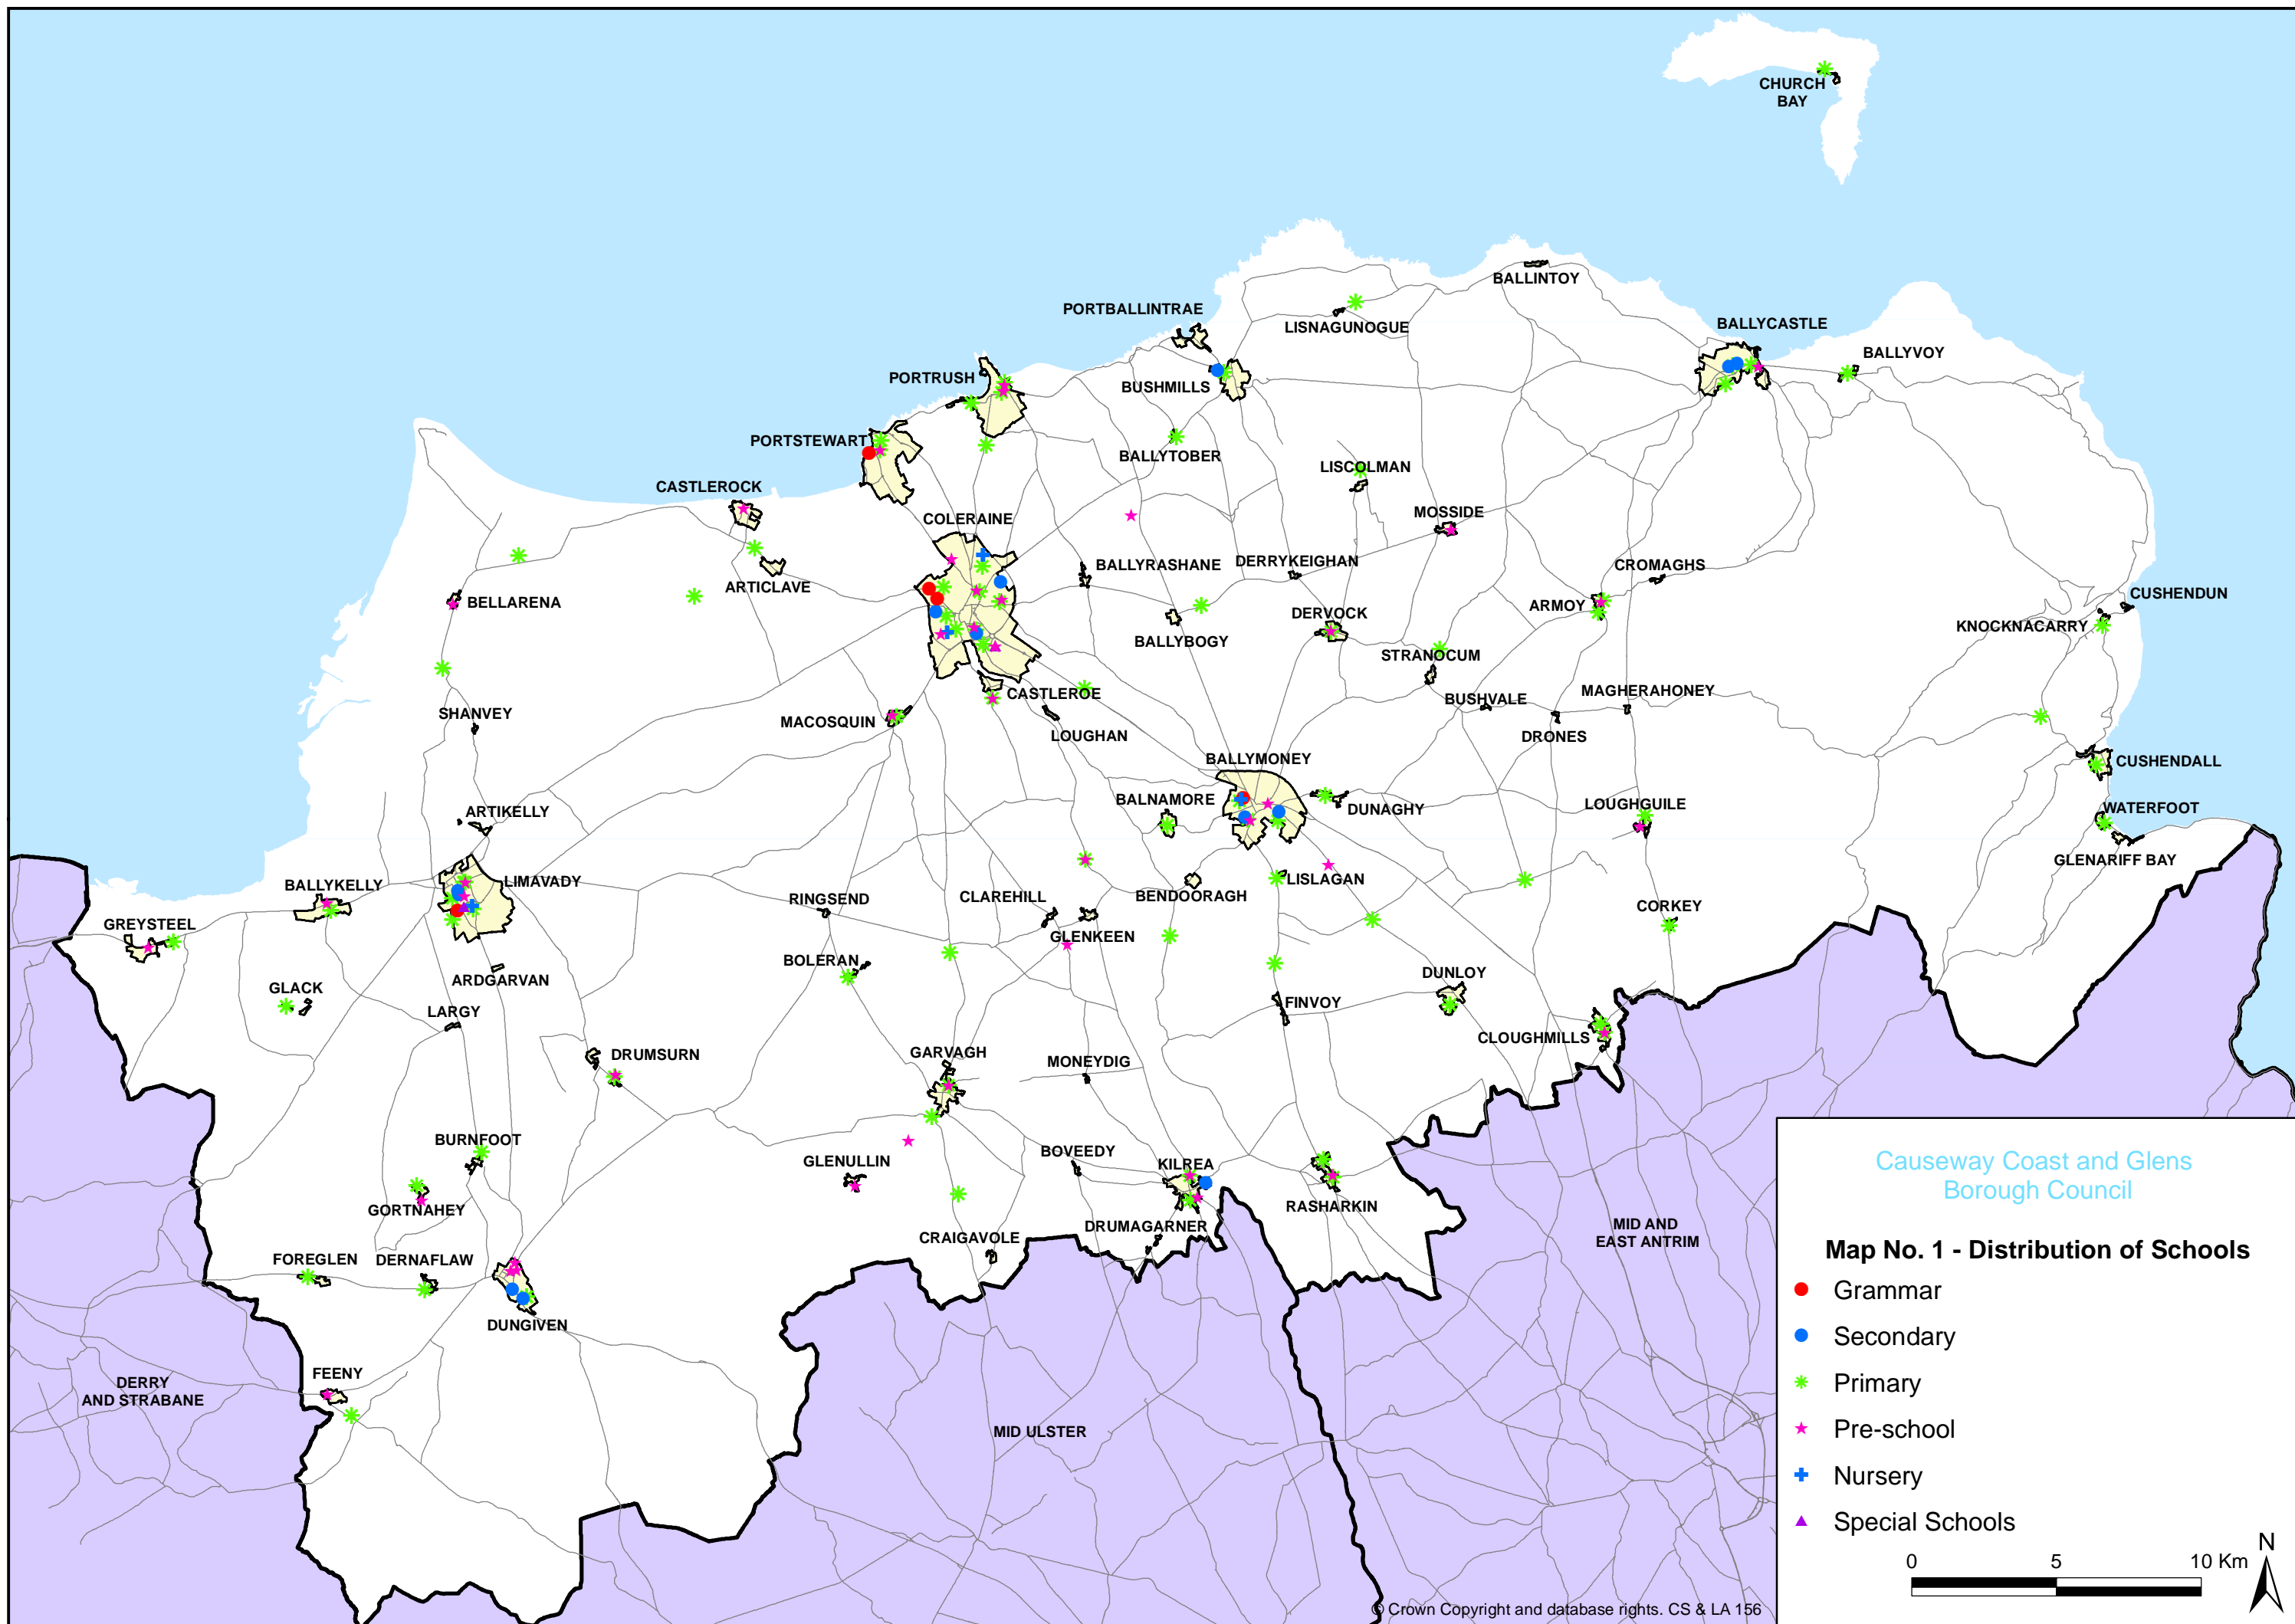 CHURCH
BAY
BALLINTOY
PORTBALLINTRAE
LISNAGUNOGUE
BALLYCASTLE
BALLYVOY
PORTRUSH
BUSHMILLS
PORTSTEWART
BALLYTOBER
LISCOLMAN
CASTLEROCK
MOSSIDE
COLERAINE
BALLYRASHANE
DERRYKEIGHAN
CROMAGHS
ARTICLAVE
BELLARENA
ARMOY
CUSHENDUN
DERVOCK
KNOCKNACARRY
BALLYBOGY
STRANOCUM
CASTLEROE
BUSHVALE
MAGHERAHONEY
SHANVEY
MACOSQUIN
LOUGHAN
DRONES
BALLYMONEY
CUSHENDALL
BALNAMORE
DUNAGHY
LOUGHGUILE
WATERFOOT
ARTIKELLY
GLENARIFF BAY
BALLYKELLY
LIMAVADY
LISLAGAN
RINGSEND
CLAREHILL
BENDOORAGH
CORKEY
GREYSTEEL
GLENKEEN
BOLERAN
ARDGARVAN
DUNLOY
GLACK
FINVOY
LARGY
CLOUGHMILLS
DRUMSURN
GARVAGH
MONEYDIG
BURNFOOT
BOVEEDY
GLENULLIN
KILREA
GORTNAHEY
RASHARKIN
DRUMAGARNER
CRAIGAVOLE
FOREGLEN
DERNAFLAW
DUNGIVEN
FEENY
DERRY
AND STRABANE
MID ULSTER
MID AND
EAST ANTRIM
Causeway Coast and Glens
Borough Council
Map No. 1 - Distribution of Schools
Grammar
Secondary
Primary
Pre-school
Nursery
Special Schools
N
0 5 10 Km
© Crown Copyright and database rights. CS & LA 156